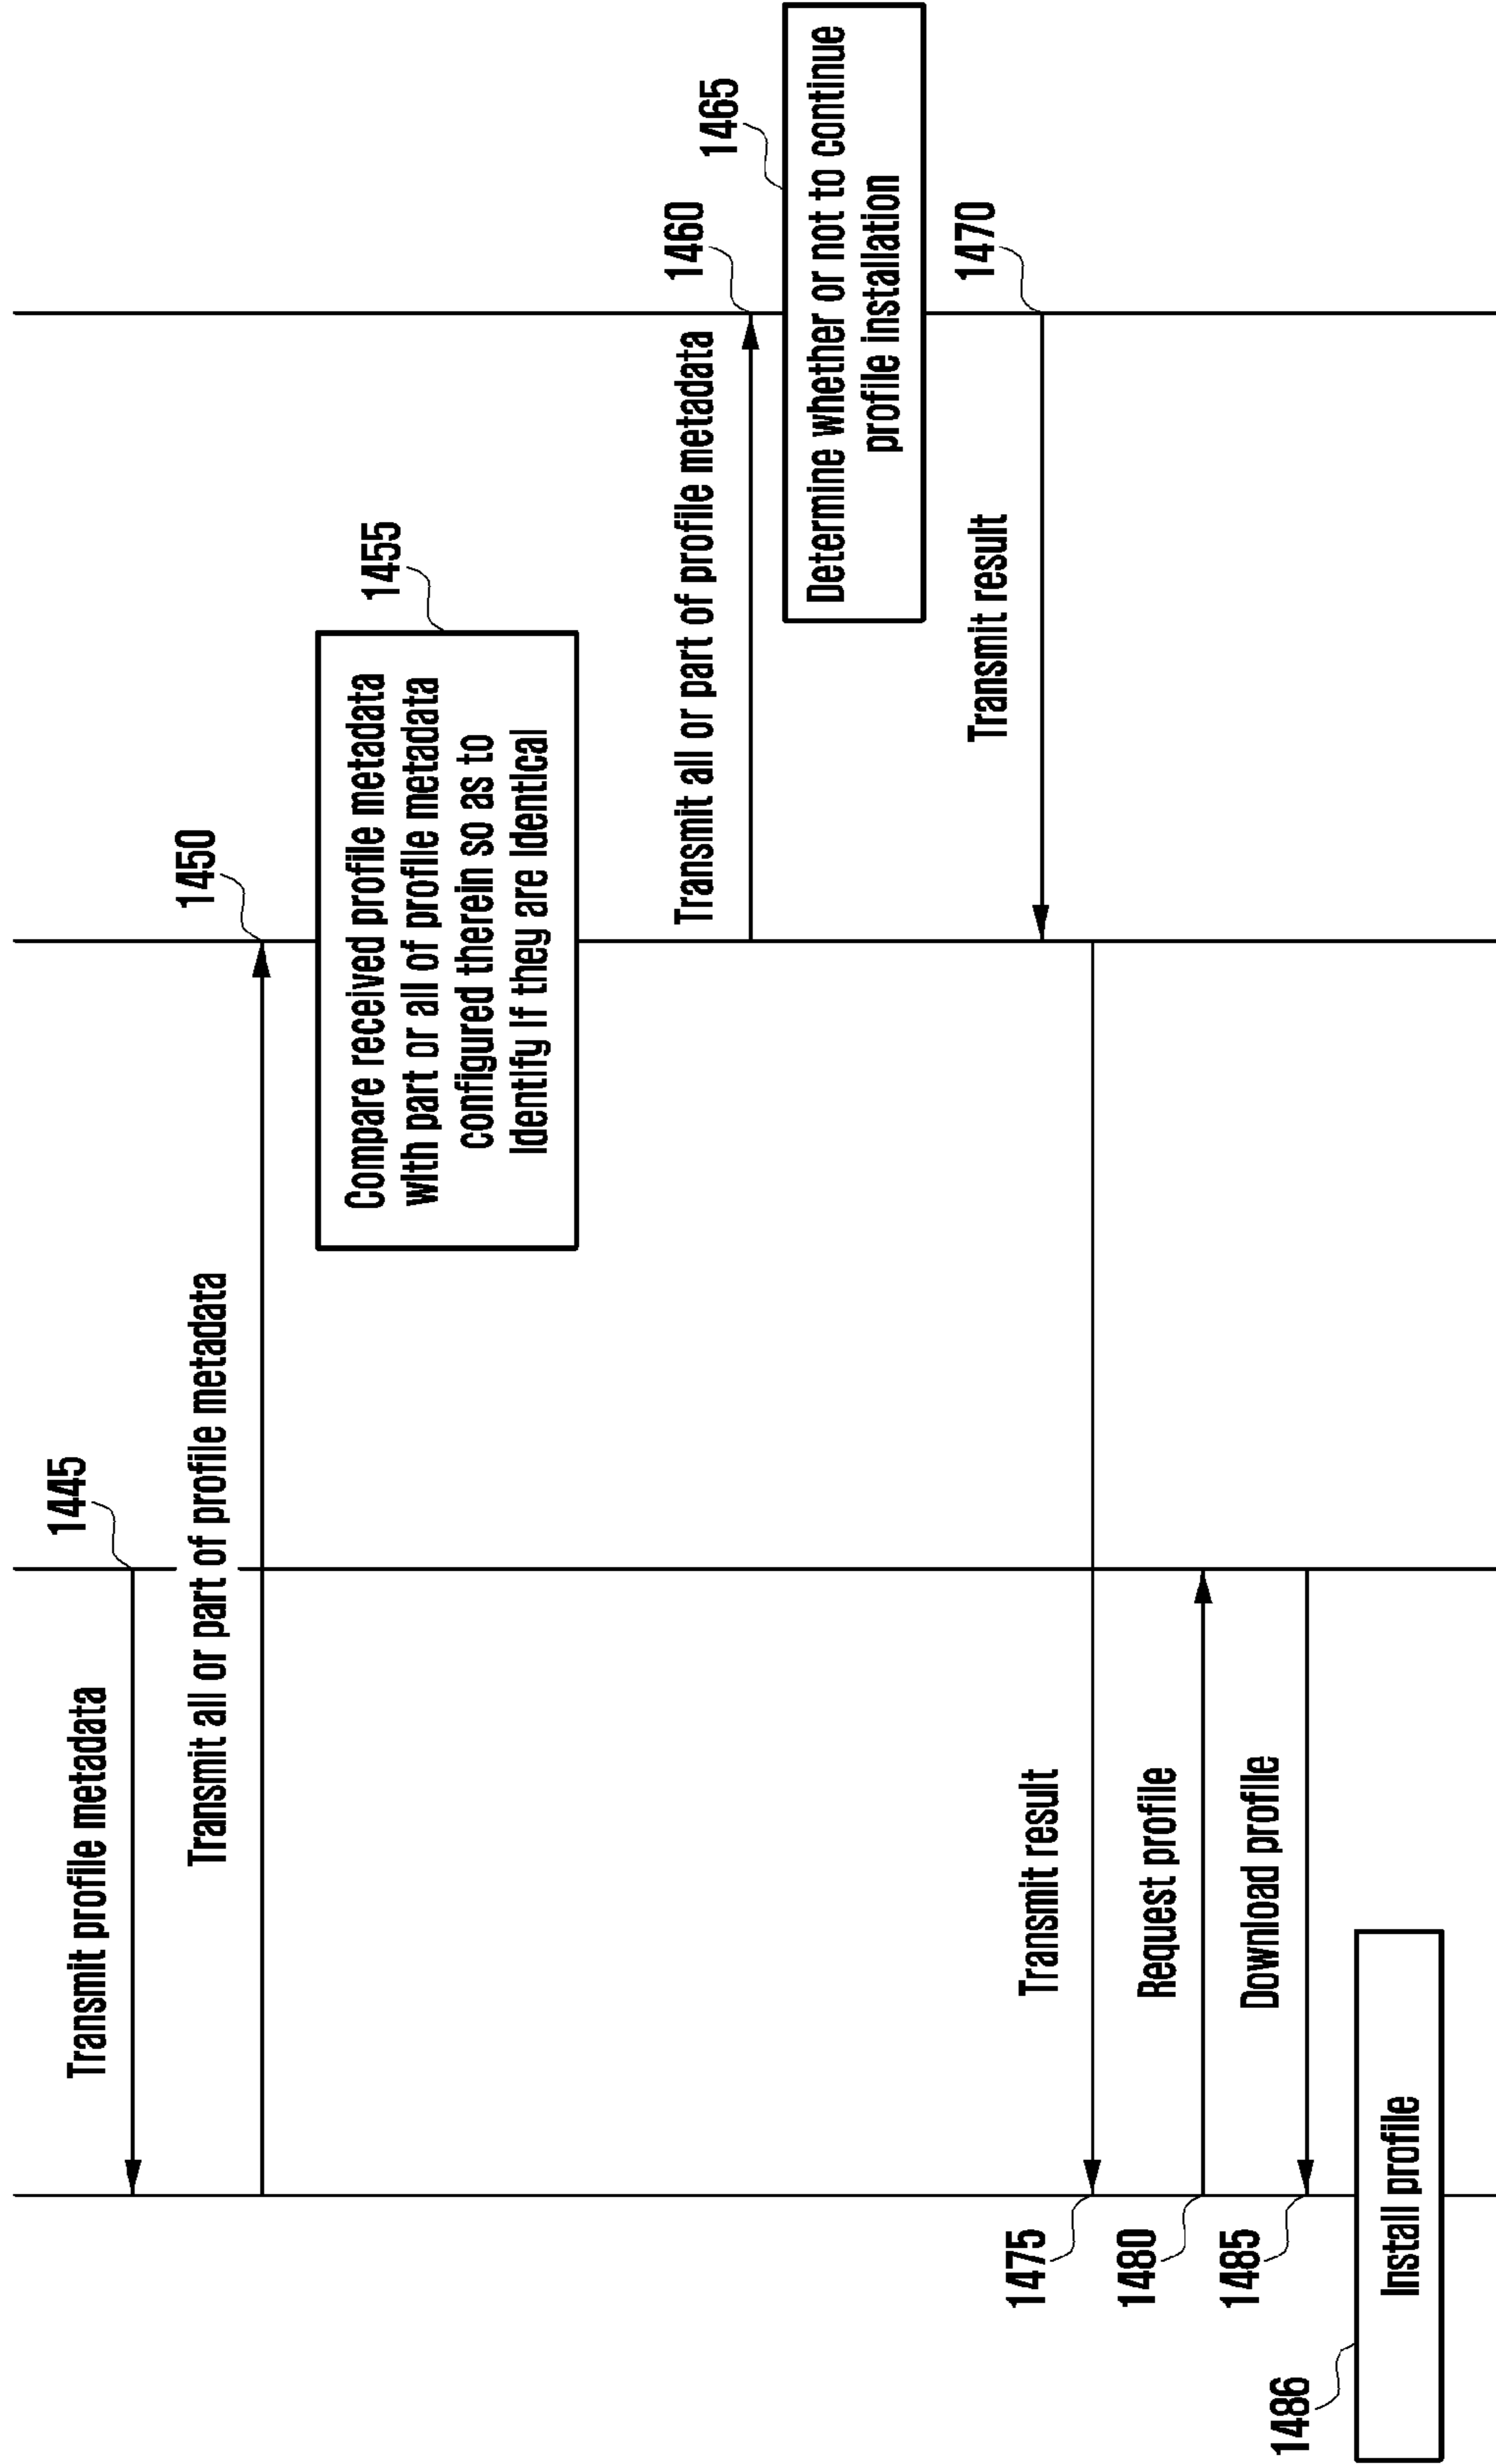 1445
Transmit profile metadata
1450
Transmit all or part of profile metadata
1455
Compare received profile metadata
with part or all of profile metadata
configured therein so as to
identify if they are identical
1460
Transmit all or part of profile metadata
1465
Determine whether or not to continue
profile installation
1470
Transmit result
1475
Transmit result
1480
Request profile
1485
Download profile
1486
Install profile